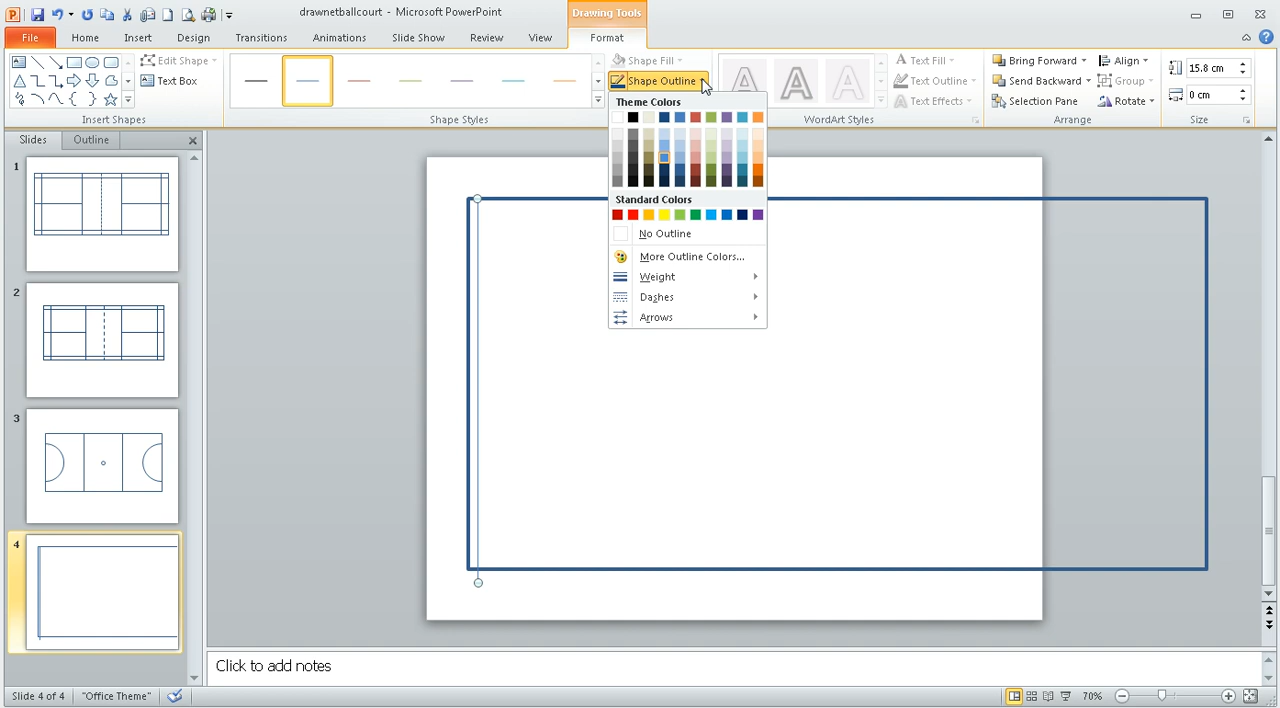 drawnetballcourt - Microsoft PowerPoint
Drawing Tools
File Home Insert Design Transitions Animations Slide Show Review View Format
Edit Shape
Text Box
Insert Shapes
Shape Styles
Shape Fill
Shape Outline
Theme Colors
Standard Colors
No Outline
More Outline Colors...
Weight
Dashes
Arrows
A A A
Text Fill
Text Outline
Text Effects
WordArt Styles
Bring Forward
Send Backward
Selection Pane
Align
Group
Rotate
Arrange
15.8 cm
0 cm
Size
Slides Outline
1
2
3
4
Click to add notes
Slide 4 of 4 "Office Theme" 70%